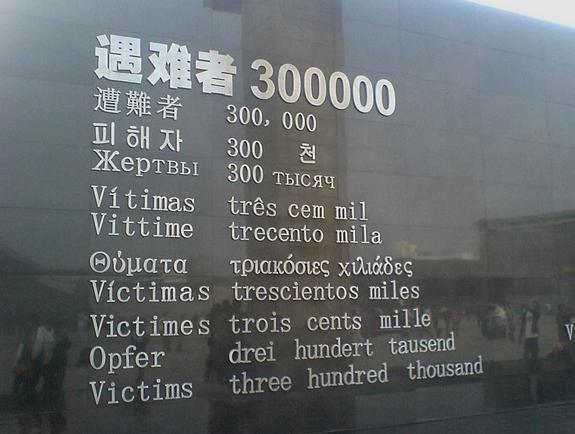 遇难者 300000
遭難者 300,000
피해자 300 천
Жертвы 300 тысяч
Vítimas três cem mil
Vittime trecento mila
Θύματα τριακόσιες χιλιάδες
Víctimas trescientos miles
Victimes trois cents mille
Opfer drei hundert tausend
Victims three hundred thousand